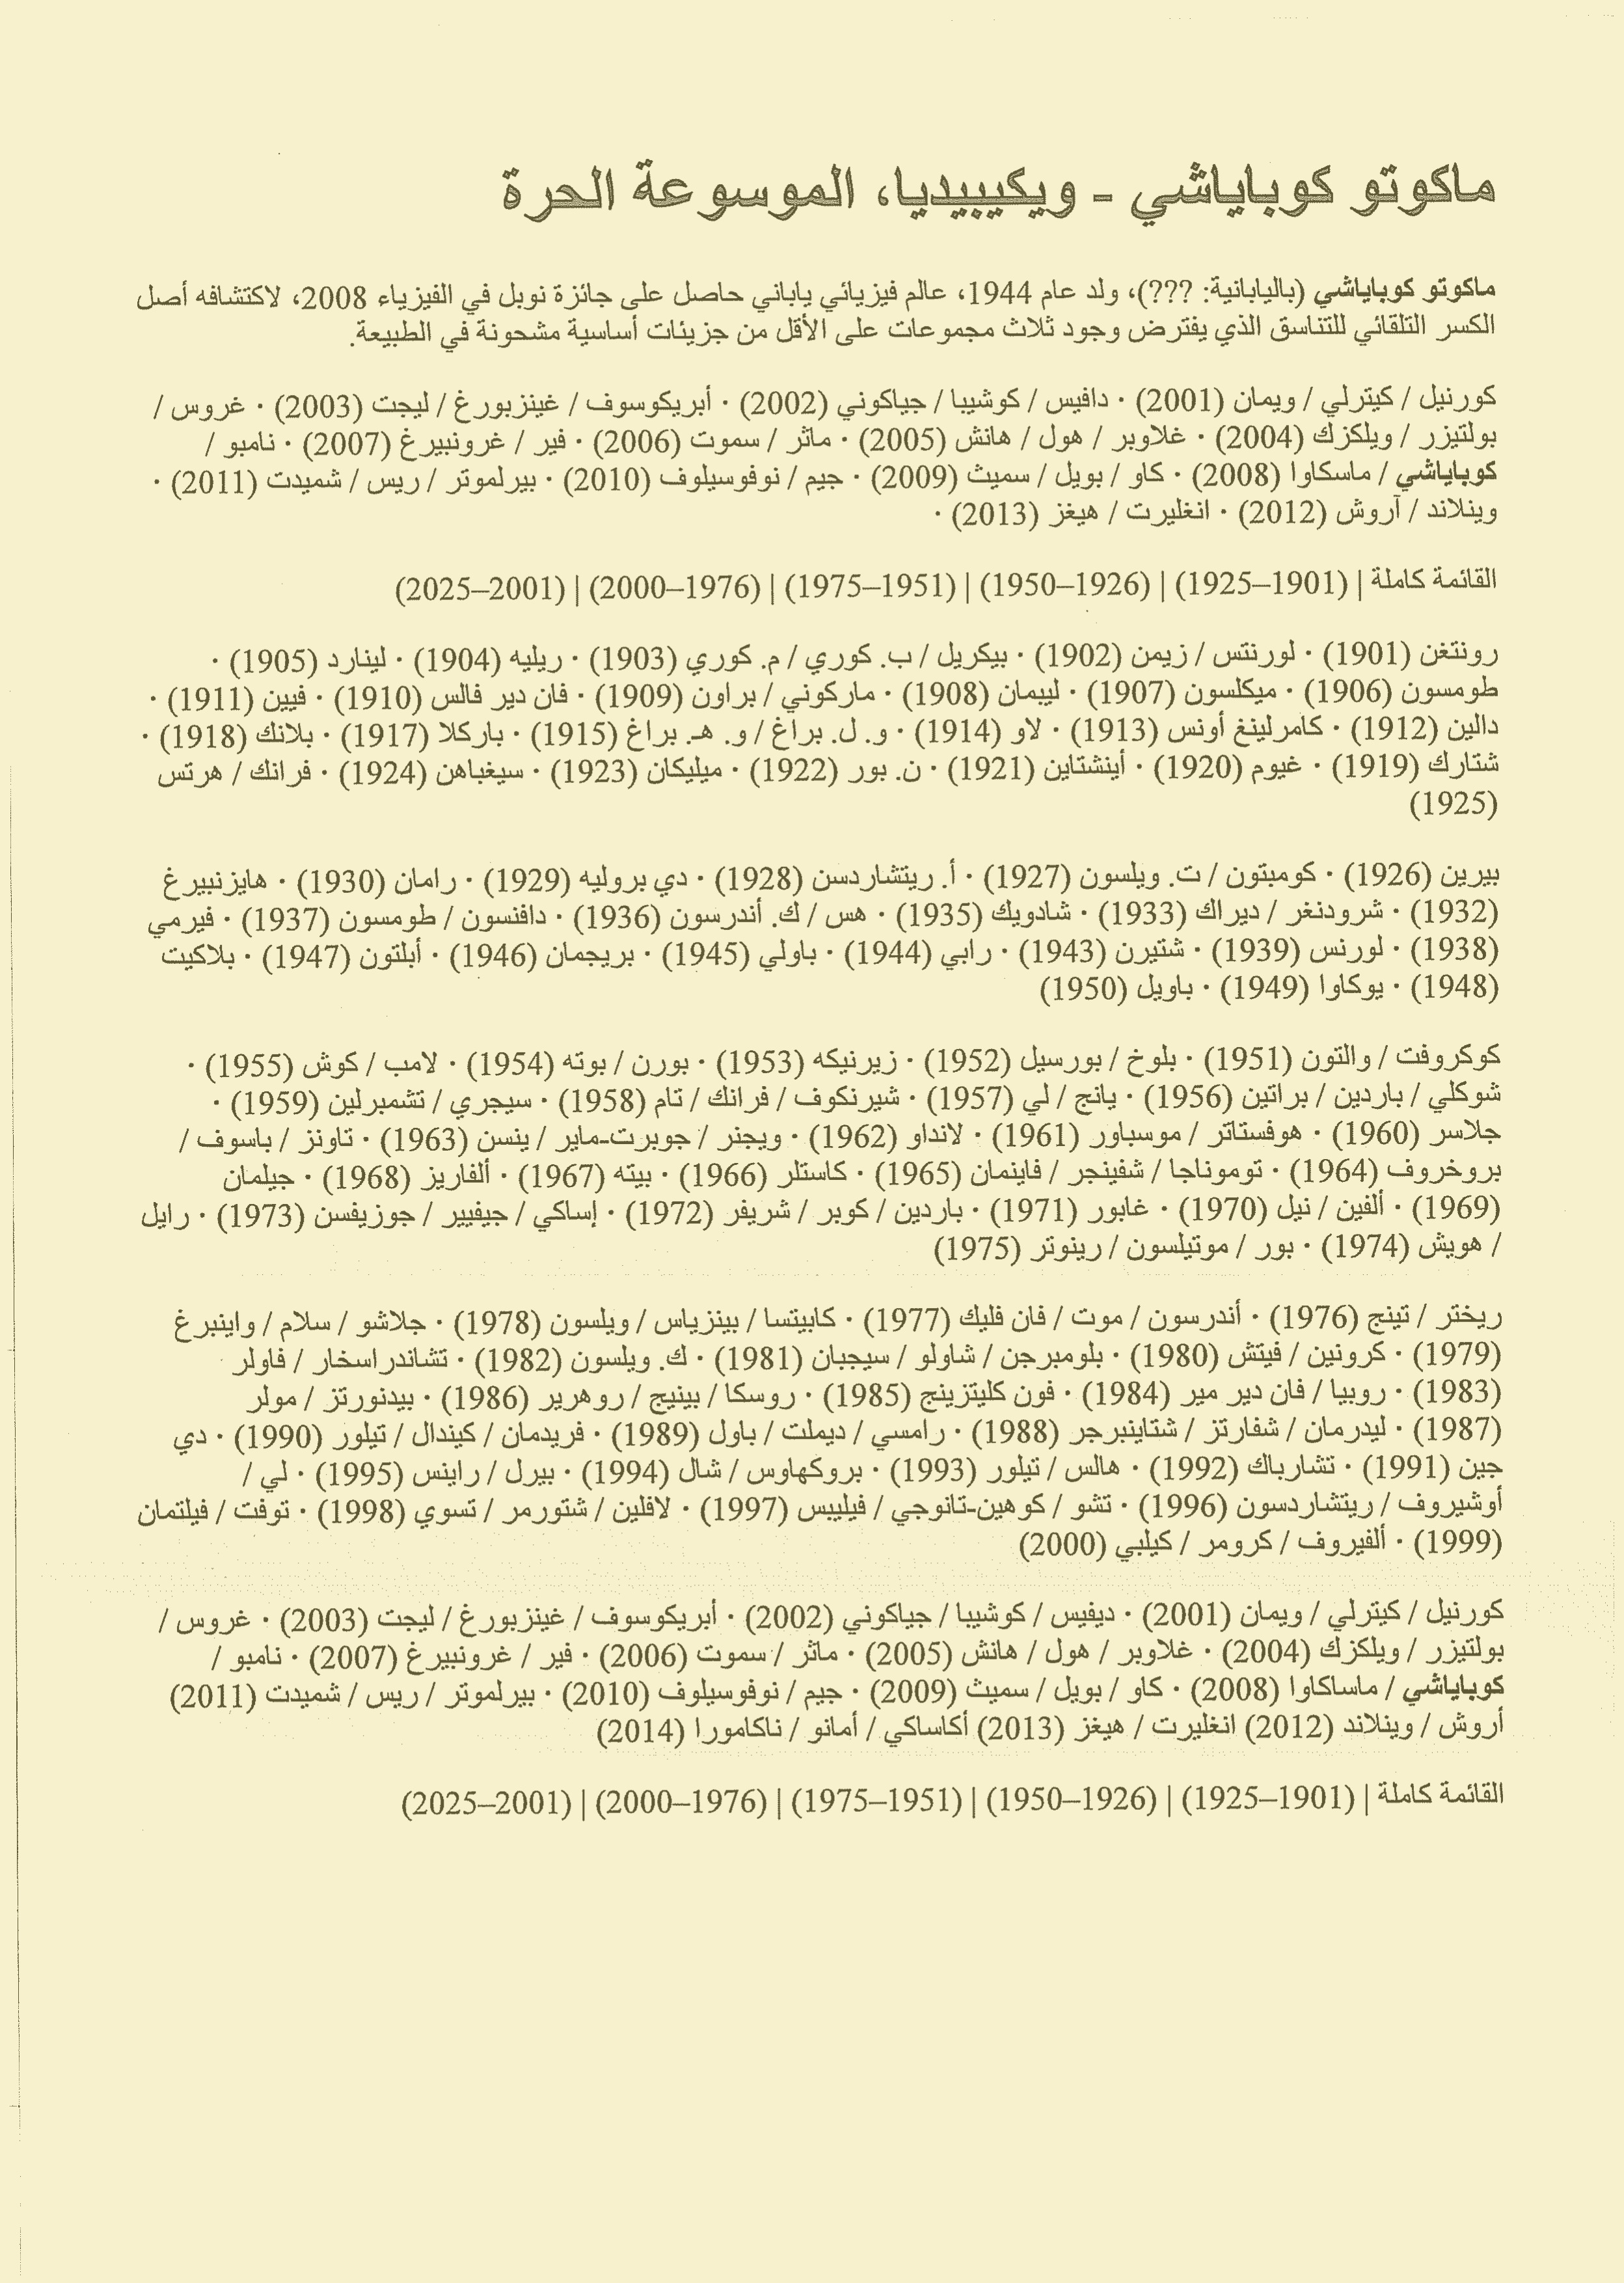 ماكوتو كوباياشي - ويكيبيديا، الموسوعة الحرة
ماكوتو كوباياشي (باليابانية: ???)، ولد عام 1944، عالم فيزيائي ياباني حاصل على جائزة نوبل في الفيزياء 2008، لاكتشافه أصل
الكسر التلقائي للتناسق الذي يفترض وجود ثلاث مجموعات على الأقل من جزيئات أساسية مشحونة في الطبيعة.
كورنيل / كيترلي / ويمان (2001) · دافيس / كوشيبا / جياكوني (2002) · أبريكوسوف / غينزبورغ / ليجت (2003) · غروس /
بولتيزر / ويلكزك (2004) · غلاوبر / هول / هانش (2005) · ماثر / سموت (2006) · فير / غرونبيرغ (2007) · نامبو /
كوباياشي / ماسكاوا (2008) · كاو / بويل / سميث (2009) · جيم / نوفوسيلوف (2010) · بيرلموتر / ريس / شميدت (2011) ·
وينلاند / آروش (2012) · انغليرت / هيغز (2013) ·
القائمة كاملة | (1901–1925) | (1926–1950) | (1951–1975) | (1976–2000) | (2001–2025)
رونتغن (1901) · لورنتس / زيمن (1902) · بيكريل / ب. كوري / م. كوري (1903) · ريليه (1904) · لينارد (1905) ·
طومسون (1906) · ميكلسون (1907) · ليبمان (1908) · ماركوني / براون (1909) · فان دير فالس (1910) · فيين (1911) ·
دالين (1912) · كامرلينغ أونس (1913) · لاو (1914) · و. ل. براغ / و. هـ. براغ (1915) · باركلا (1917) · بلانك (1918) ·
شتارك (1919) · غيوم (1920) · أينشتاين (1921) · ن. بور (1922) · ميليكان (1923) · سيغباهن (1924) · فرانك / هرتس
(1925)
بيرين (1926) · كومبتون / ت. ويلسون (1927) · أ. ريتشاردسن (1928) · دي بروليه (1929) · رامان (1930) · هايزنبيرغ
(1932) · شرودنغر / ديراك (1933) · شادويك (1935) · هس / ك. أندرسون (1936) · دافنسون / طومسون (1937) · فيرمي
(1938) · لورنس (1939) · شتيرن (1943) · رابي (1944) · باولي (1945) · بريجمان (1946) · أبلتون (1947) · بلاكيت
(1948) · يوكاوا (1949) · باويل (1950)
كوكروفت / والتون (1951) · بلوخ / بورسيل (1952) · زيرنيكه (1953) · بورن / بوته (1954) · لامب / كوش (1955) ·
شوكلي / باردين / براتين (1956) · يانج / لي (1957) · شيرنكوف / فرانك / تام (1958) · سيجري / تشمبرلين (1959) ·
جلاسر (1960) · هوفستاتر / موسباور (1961) · لانداو (1962) · ويجنر / جوبرت-ماير / ينسن (1963) · تاونز / باسوف /
بروخروف (1964) · توموناجا / شفينجر / فاينمان (1965) · كاستلر (1966) · بيته (1967) · ألفاريز (1968) · جيلمان
(1969) · ألفين / نيل (1970) · غابور (1971) · باردين / كوبر / شريفر (1972) · إساكي / جيفيير / جوزيفسن (1973) · رايل
/ هويش (1974) · بور / موتيلسون / رينوتر (1975)
ريختر / تينج (1976) · أندرسون / موت / فان فليك (1977) · كابيتسا / بينزياس / ويلسون (1978) · جلاشو / سلام / واينبرغ
(1979) · كرونين / فيتش (1980) · بلومبرجن / شاولو / سيجبان (1981) · ك. ويلسون (1982) · تشاندراسخار / فاولر
(1983) · روبيا / فان دير مير (1984) · فون كليتزينج (1985) · روسكا / بينيج / روهرير (1986) · بيدنورتز / مولر
(1987) · ليدرمان / شفارتز / شتاينبرجر (1988) · رامسي / ديملت / باول (1989) · فريدمان / كيندال / تيلور (1990) · دي
جين (1991) · تشارباك (1992) · هالس / تيلور (1993) · بروكهاوس / شال (1994) · بيرل / راينس (1995) · لي /
أوشيروف / ريتشاردسون (1996) · تشو / كوهين-تانوجي / فيليبس (1997) · لافلين / شتورمر / تسوي (1998) · توفت / فيلتمان
(1999) · ألفيروف / كرومر / كيلبي (2000)
كورنيل / كيترلي / ويمان (2001) · ديفيس / كوشيبا / جياكوني (2002) · أبريكوسوف / غينزبورغ / ليجت (2003) · غروس /
بولتيزر / ويلكزك (2004) · غلاوبر / هول / هانش (2005) · ماثر / سموت (2006) · فير / غرونبيرغ (2007) · نامبو /
كوباياشي / ماساكاوا (2008) · كاو / بويل / سميث (2009) · جيم / نوفوسيلوف (2010) · بيرلموتر / ريس / شميدت (2011)
أروش / وينلاند (2012) انغليرت / هيغز (2013) أكاساكي / أمانو / ناكامورا (2014)
القائمة كاملة | (1901–1925) | (1926–1950) | (1951–1975) | (1976–2000) | (2001–2025)